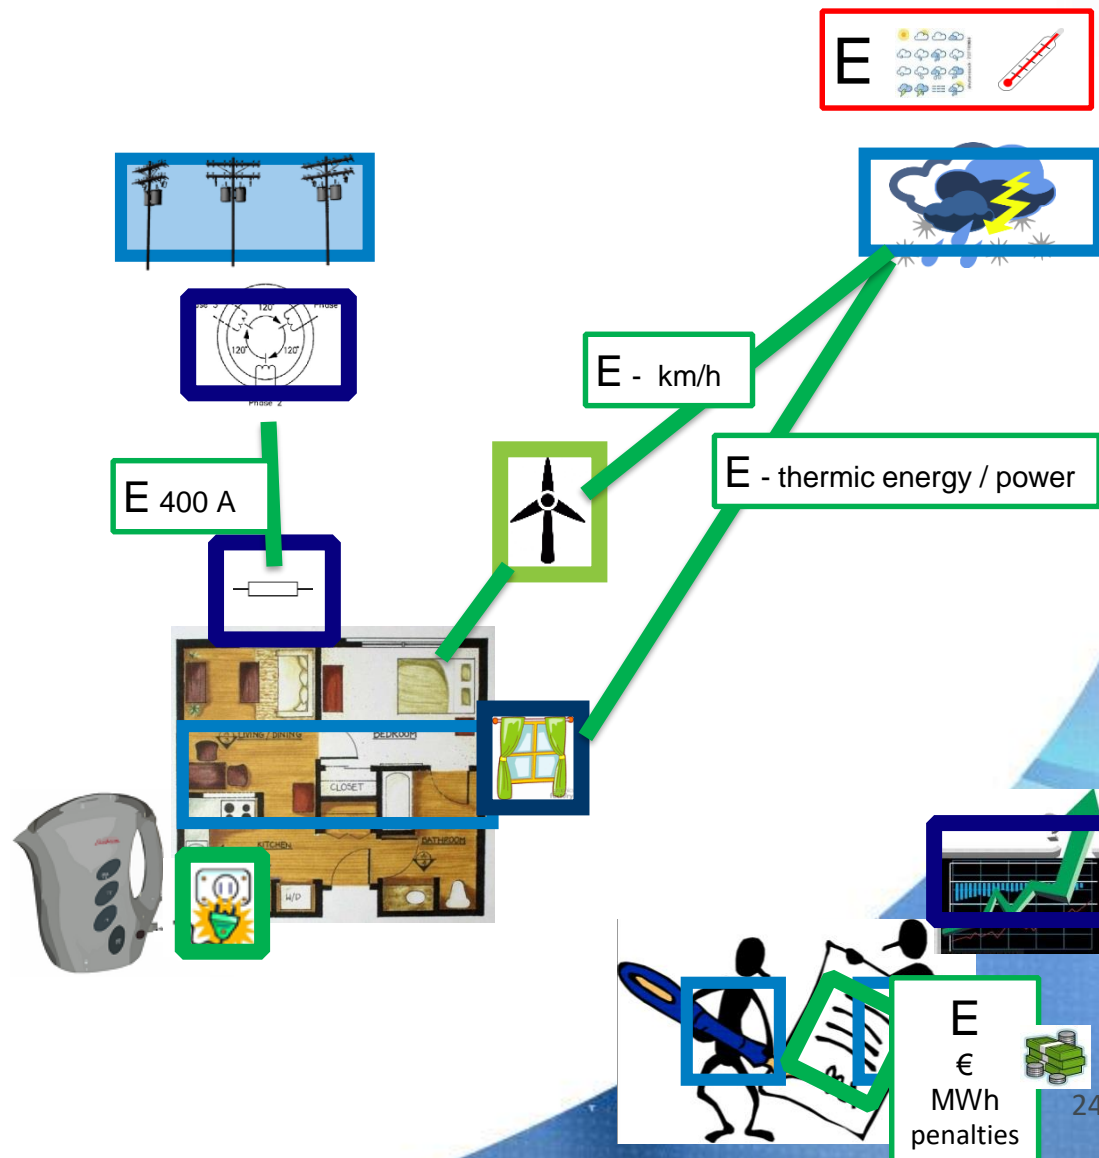 E
Phase
120°
120°
120°
Phase 2
E - km/h
E - thermic energy / power
E 400 A
LIVING / DINING
BEDROOM
CLOSET
KITCHEN
BATHROOM
W/D
E
€
MWh
penalties
24